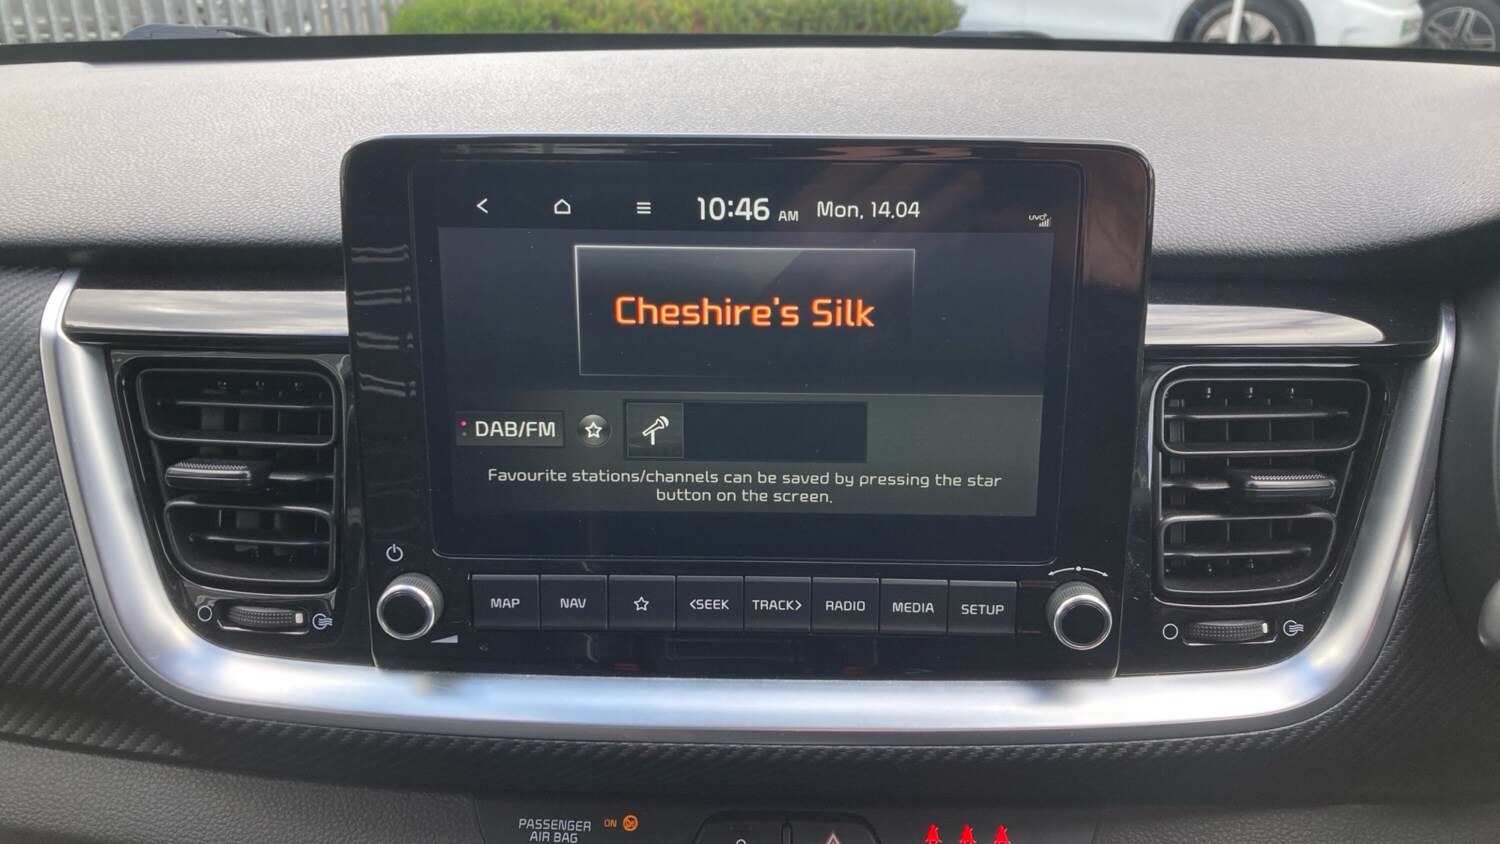 10:46 AM Mon, 14.04
UVO
Cheshire's Silk
DAB/FM
Favourite stations/channels can be saved by pressing the star
button on the screen.
MAP NAV <SEEK TRACK> RADIO MEDIA SETUP
PASSENGER
AIR BAG
ON